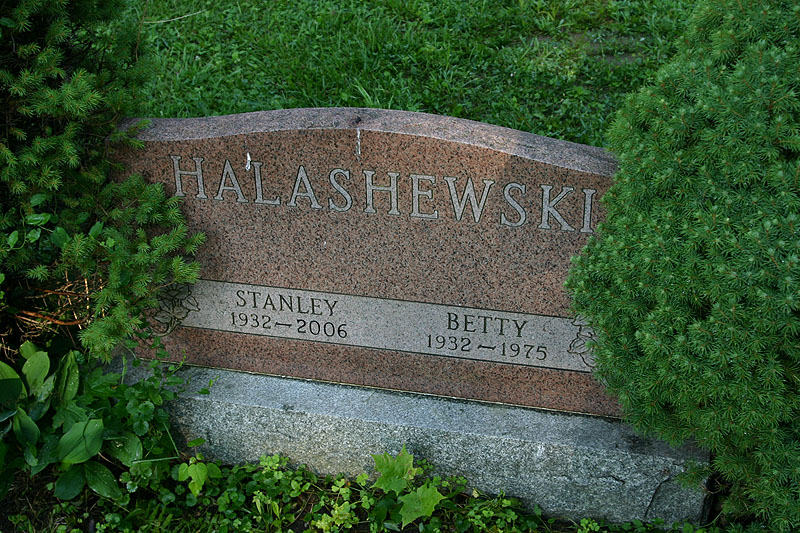 HALASHEWSKI
STANLEY
1932—2006
BETTY
1932—1975